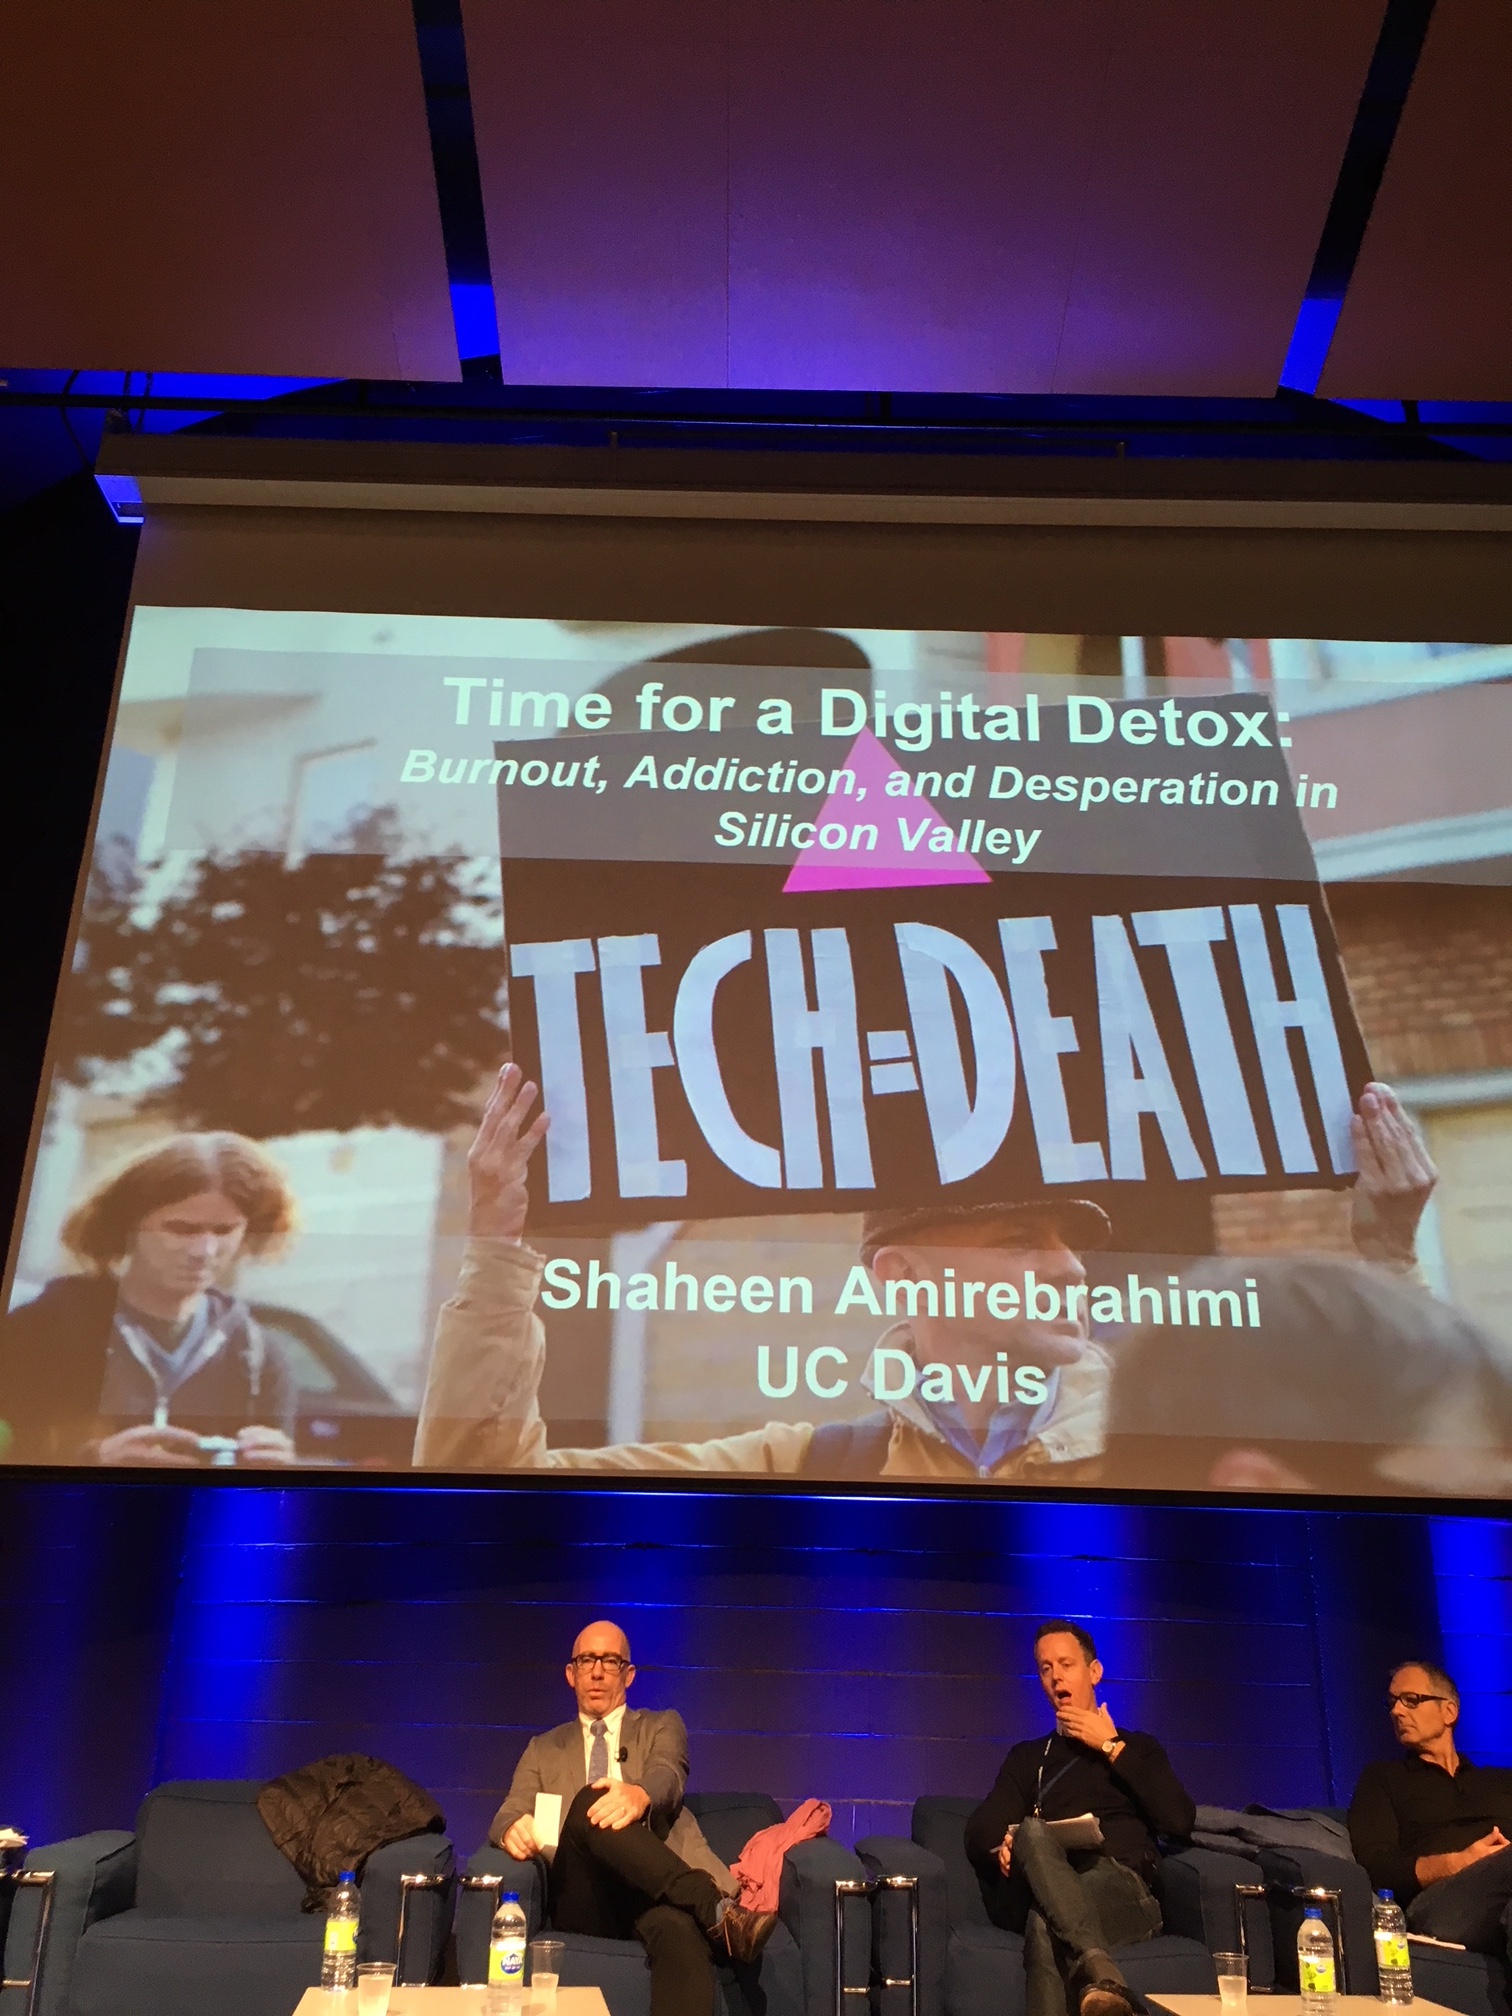 Time for a Digital Detox:
Burnout, Addiction, and Desperation in
Silicon Valley
TECH=DEATH
Shaheen Amirebrahimi
UC Davis